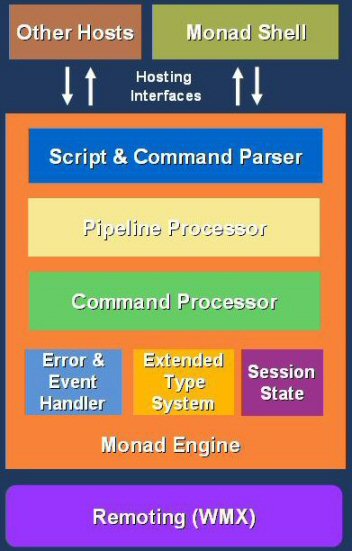 Other Hosts
Monad Shell
Hosting
Interfaces
Script & Command Parser
Pipeline Processor
Command Processor
Error &
Event
Handler
Extended
Type
System
Session
State
Monad Engine
Remoting (WMX)